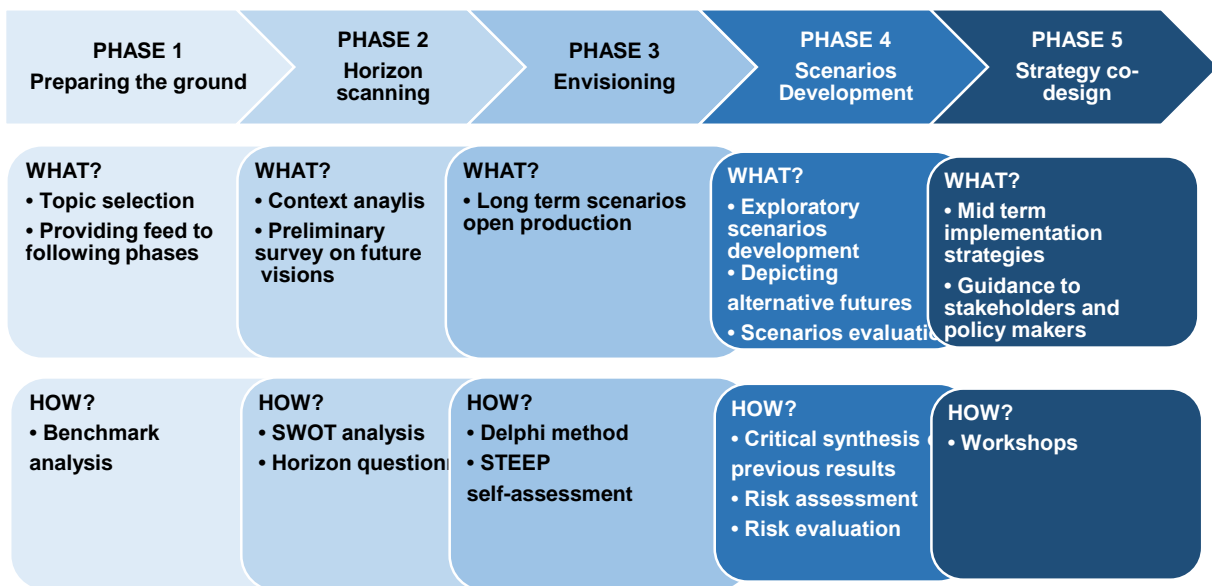 PHASE 1
Preparing the ground
PHASE 2
Horizon
scanning
PHASE 3
Envisioning
PHASE 4
Scenarios
Development
PHASE 5
Strategy co-
design
WHAT?
• Topic selection
• Providing feed to
following phases
WHAT?
• Context anaylis
• Preliminary
survey on future
visions
WHAT?
• Long term scenarios
open production
WHAT?
• Exploratory
scenarios
development
• Depicting
alternative futures
• Scenarios evaluatio
WHAT?
• Mid term
implementation
strategies
• Guidance to
stakeholders and
policy makers
HOW?
• Benchmark
analysis
HOW?
• SWOT analysis
• Horizon question
HOW?
• Delphi method
• STEEP
self-assessment
HOW?
• Critical synthesis
previous results
• Risk assessment
• Risk evaluation
HOW?
• Workshops